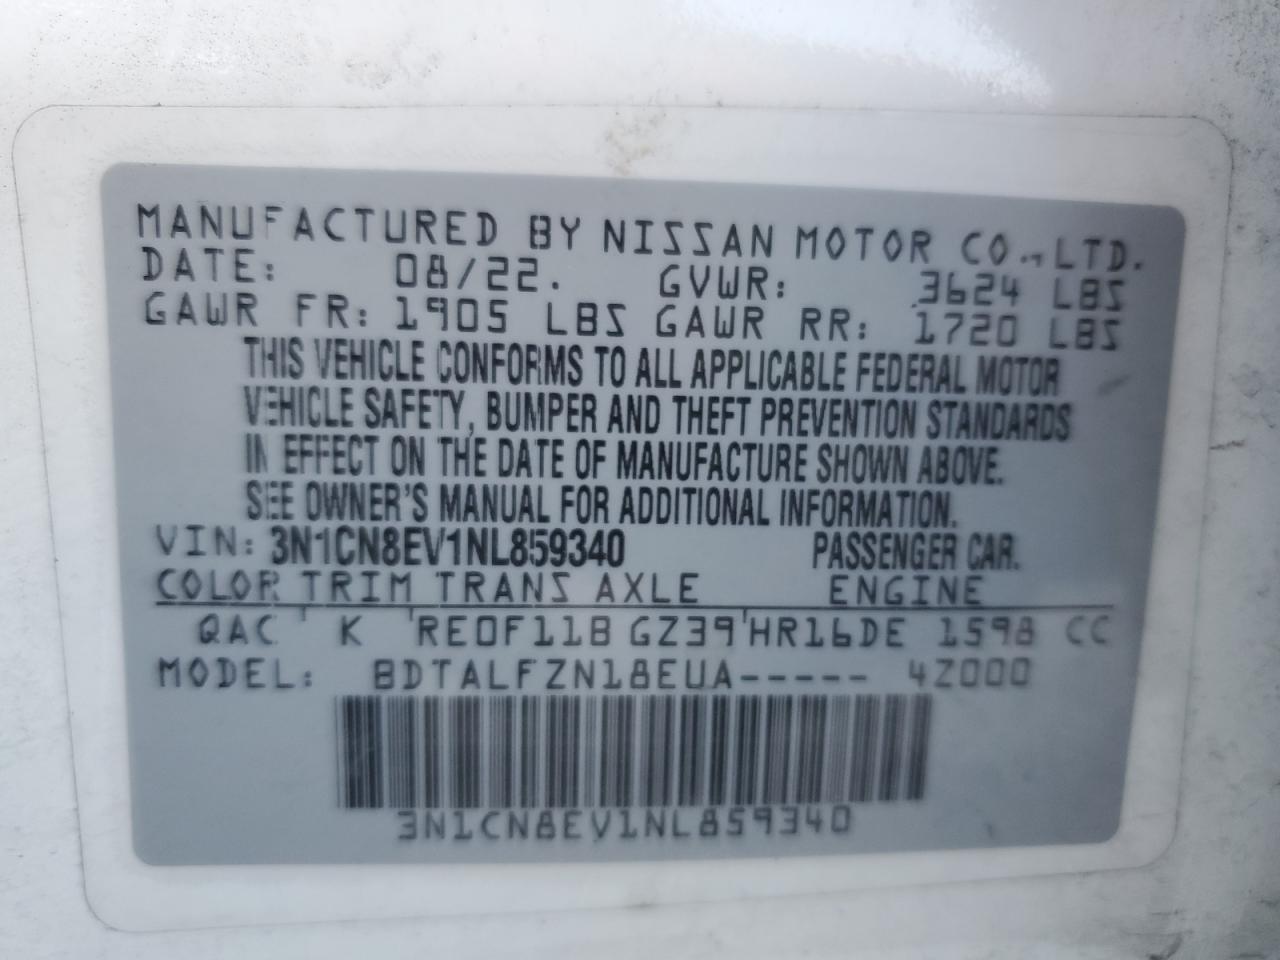 MANUFACTURED BY NISSAN MOTOR CO., LTD.
DATE: 08/22. GVWR: 3624 LBS
GAWR FR: 1905 LBS GAWR RR: 1720 LBS
THIS VEHICLE CONFORMS TO ALL APPLICABLE FEDERAL MOTOR
VEHICLE SAFETY, BUMPER AND THEFT PREVENTION STANDARDS
IN EFFECT ON THE DATE OF MANUFACTURE SHOWN ABOVE.
SEE OWNER'S MANUAL FOR ADDITIONAL INFORMATION.
VIN: 3N1CN8EV1NL859340 PASSENGER CAR.
COLOR TRIM TRANS AXLE ENGINE
QAC K RE0F11B GZ39 HR16DE 1598 CC
MODEL: BDTALFZN18EUA----- 4Z000
3N1CN8EV1NL859340